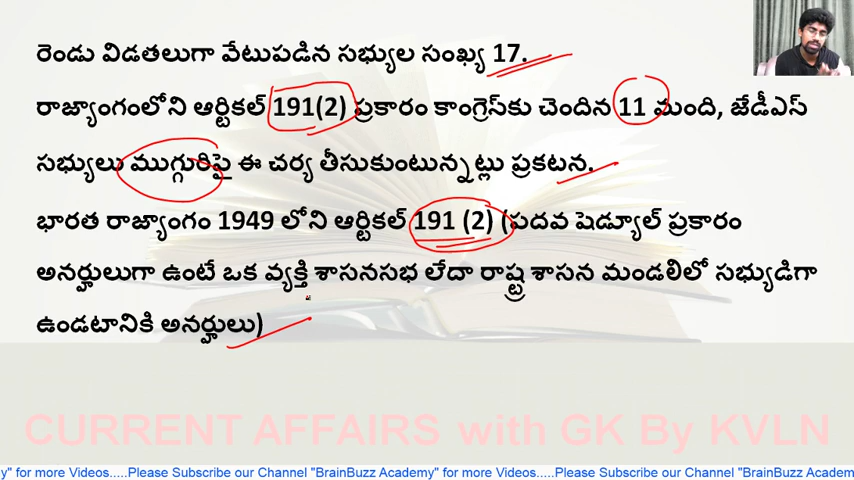 రెండు విడతలుగా వేటుపడిన సభ్యుల సంఖ్య 17.
రాజ్యాంగంలోని ఆర్టికల్ 191(2) ప్రకారం కాంగ్రెస్‌కు చెందిన 11 మంది, జేడీఎస్
సభ్యులు ముగ్గురిపై ఈ చర్య తీసుకుంటున్నట్లు ప్రకటన.
భారత రాజ్యాంగం 1949 లోని ఆర్టికల్ 191 (2) (పదవ షెడ్యూల్ ప్రకారం
అనర్హులుగా ఉంటే ఒక వ్యక్తి శాసనసభ లేదా రాష్ట్ర శాసన మండలిలో సభ్యుడిగా
ఉండటానికి అనర్హులు)
CURRENT AFFAIRS with GK By KVLN
y" for more Videos.....Please Subscribe our Channel "BrainBuzz Academy" for more Videos.....Please Subscribe our Channel "BrainBuzz Academ